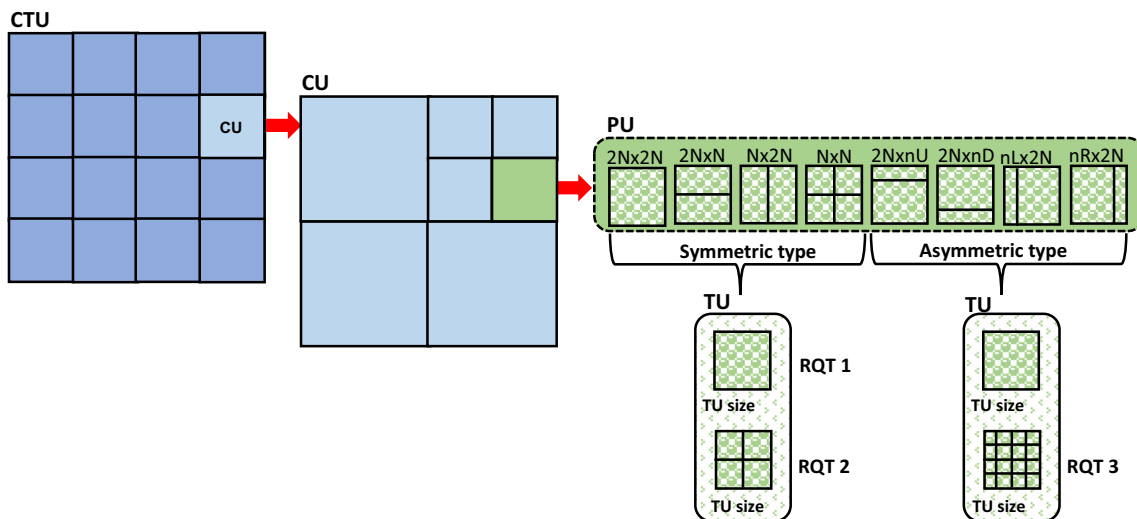 CTU
CU
CU
PU
2Nx2N 2NxN Nx2N NxN 2NxnU 2NxnD nLx2N nRx2N
Symmetric type Asymmetric type
TU TU
RQT 1
TU size TU size
RQT 2 RQT 3
TU size TU size